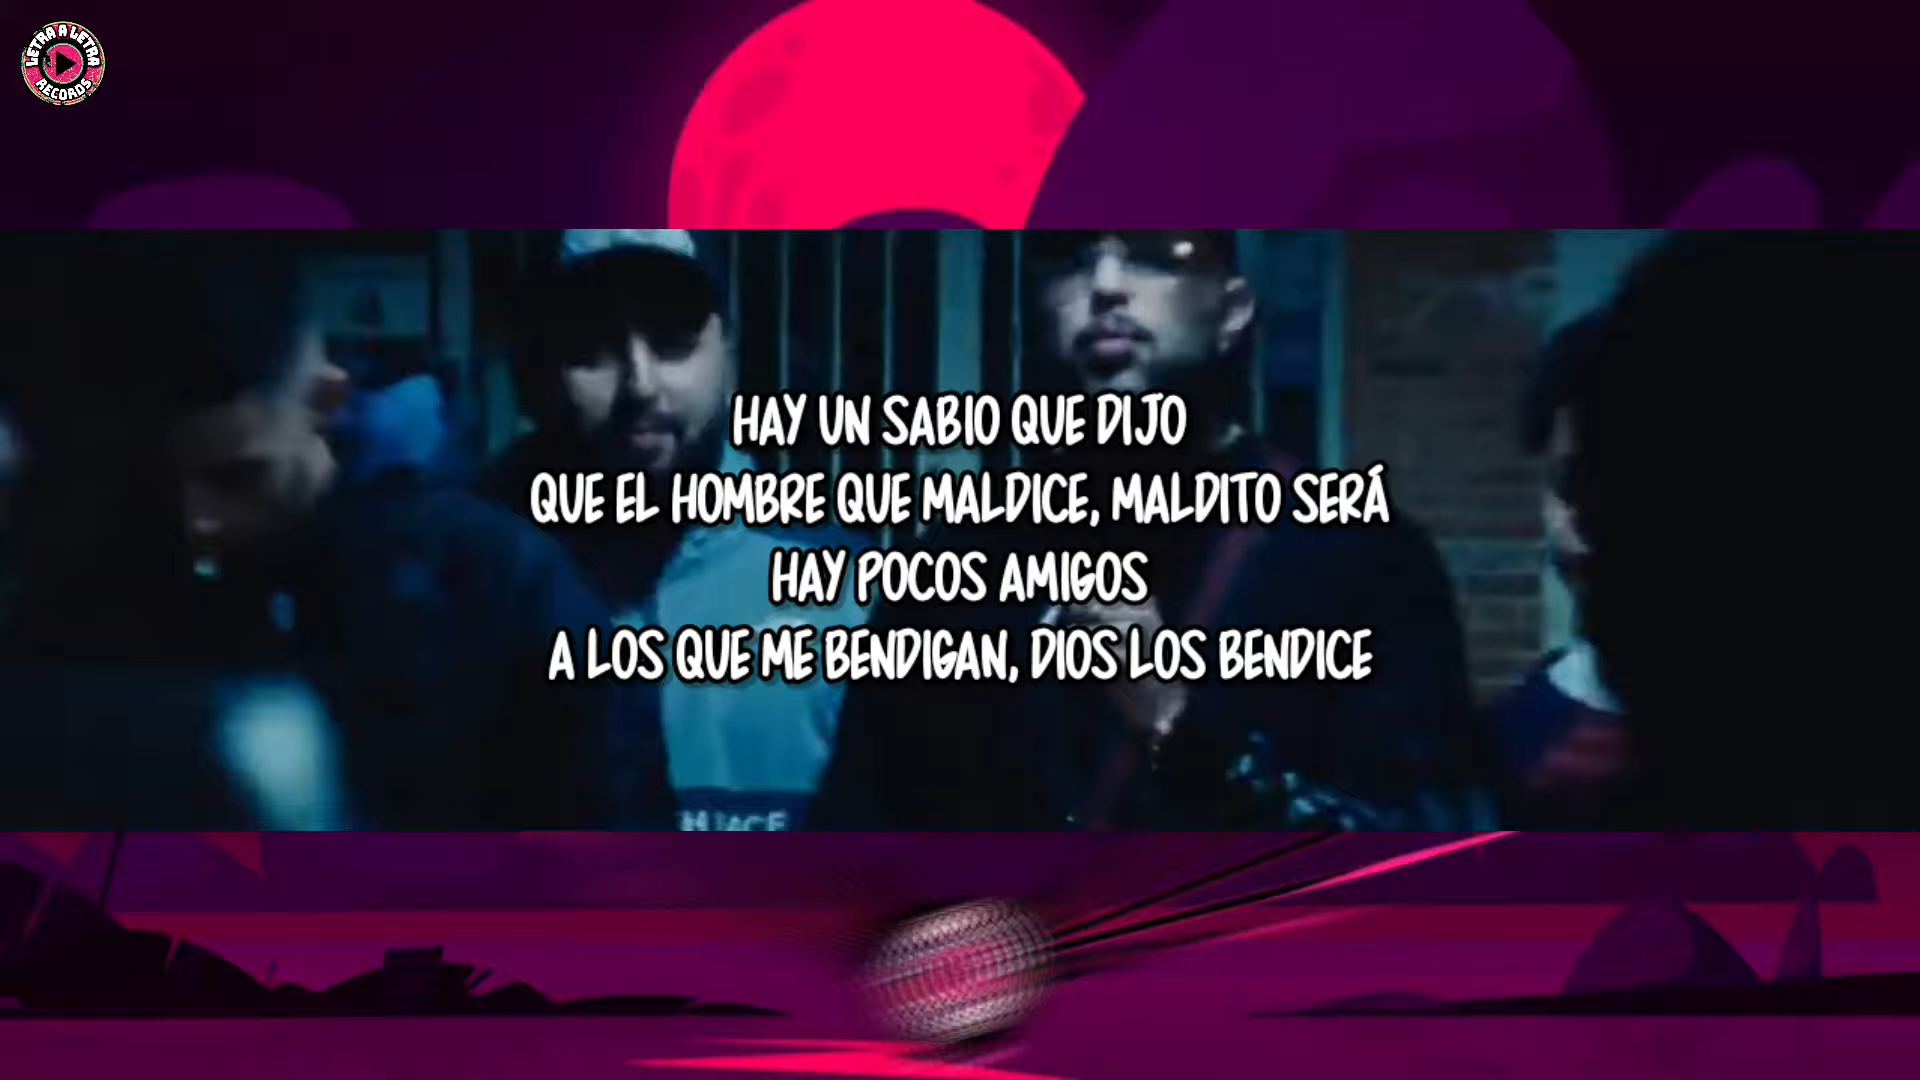 LETRA A LETRA
RECORDS
HAY UN SABIO QUE DIJO
QUE EL HOMBRE QUE MALDICE, MALDITO SERÁ
HAY POCOS AMIGOS
A LOS QUE ME BENDIGAN, DIOS LOS BENDICE